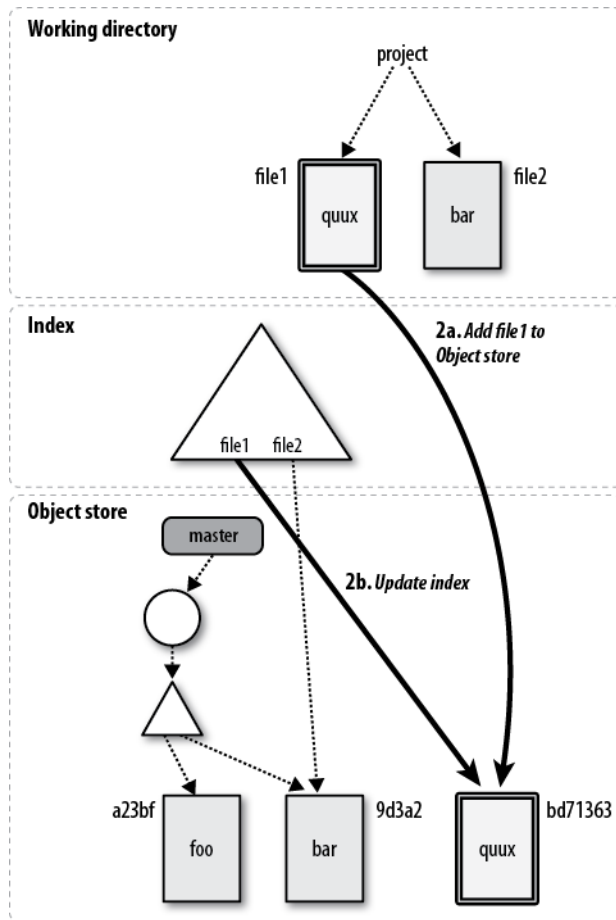 Working directory
project
file1
file2
quux
bar
Index
2a. Add file1 to
Object store
file1 file2
Object store
master
2b. Update index
a23bf
9d3a2
bd71363
foo
bar
quux